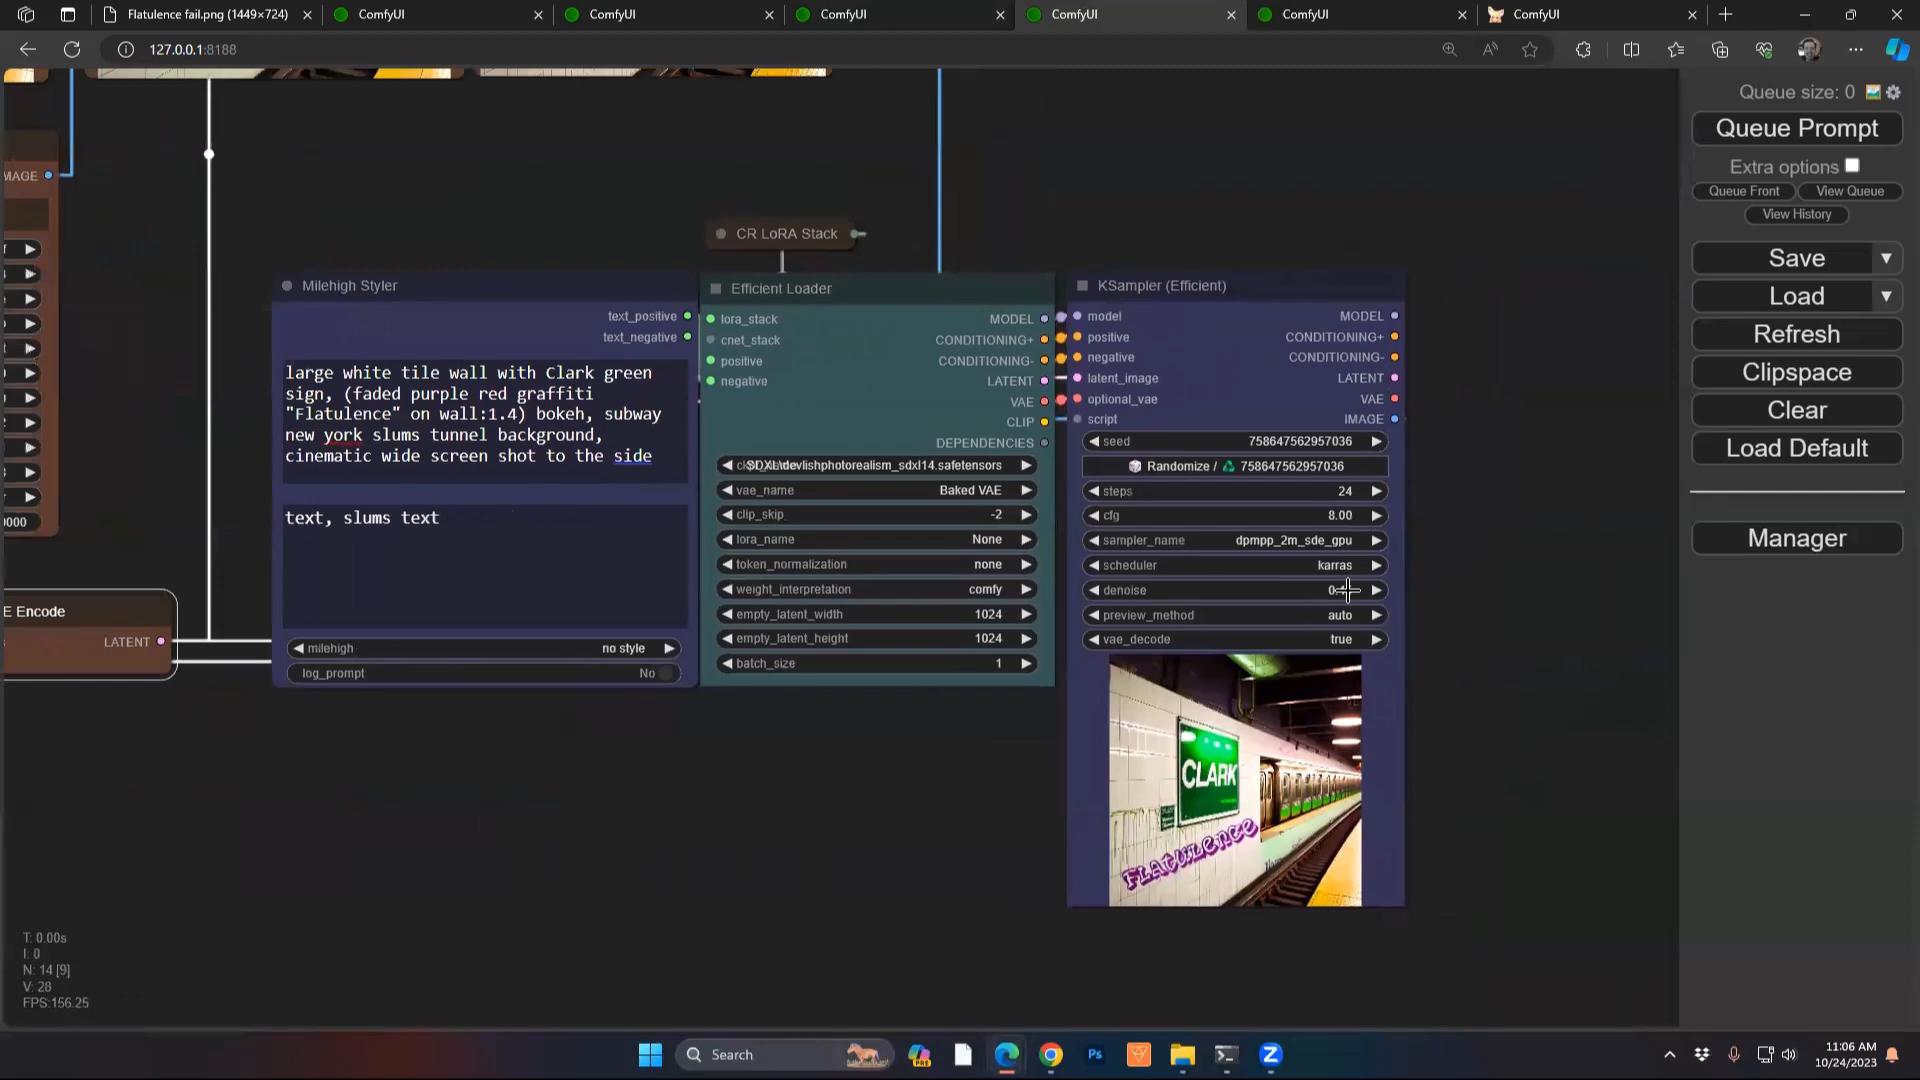 Flatulence fail.png (1449×724)
ComfyUI
ComfyUI
ComfyUI
ComfyUI
ComfyUI
ComfyUI
127.0.0.1:8188
Queue size: 0
Queue Prompt
Extra options
Queue Front
View Queue
View History
Save
Load
Refresh
Clipspace
Clear
Load Default
Manager
MAGE
0000
E Encode
LATENT
CR LoRA Stack
Milehigh Styler
text_positive
text_negative
large white tile wall with Clark green
sign, (faded purple red graffiti
"Flatulence" on wall:1.4) bokeh, subway
new york slums tunnel background,
cinematic wide screen shot to the side
text, slums text
milehigh no style
log_prompt No
Efficient Loader
lora_stack MODEL
cnet_stack CONDITIONING+
positive CONDITIONING-
negative LATENT
VAE
CLIP
DEPENDENCIES
SDXL\devlishphotorealism_sdxl14.safetensors
vae_name Baked VAE
clip_skip -2
lora_name None
token_normalization none
weight_interpretation comfy
empty_latent_width 1024
empty_latent_height 1024
batch_size 1
KSampler (Efficient)
model MODEL
positive CONDITIONING+
negative CONDITIONING-
latent_image LATENT
optional_vae VAE
script IMAGE
seed 758647562957036
Randomize / 758647562957036
steps 24
cfg 8.00
sampler_name dpmpp_2m_sde_gpu
scheduler karras
denoise
preview_method auto
vae_decode true
CLARK
FLATULENCE
T: 0.00s
I: 0
N: 14 [9]
V: 28
FPS:156.25
Search
PRE
Ps
Z
11:06 AM
10/24/2023